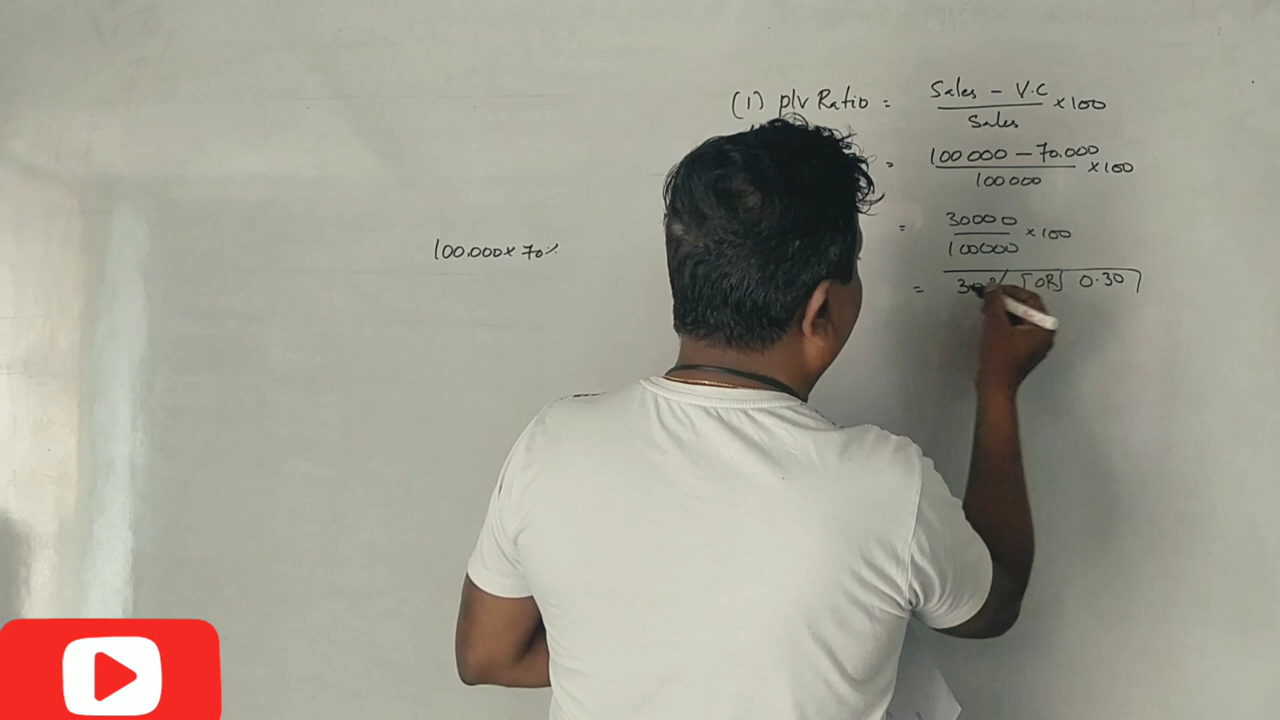 (1) p/v Ratio = Sales - V.C / Sales × 100
= 100000 - 70.000 / 100000 × 100
= 30000 / 100000 × 100
= 30% [OR] 0.30
100.000 × 70%